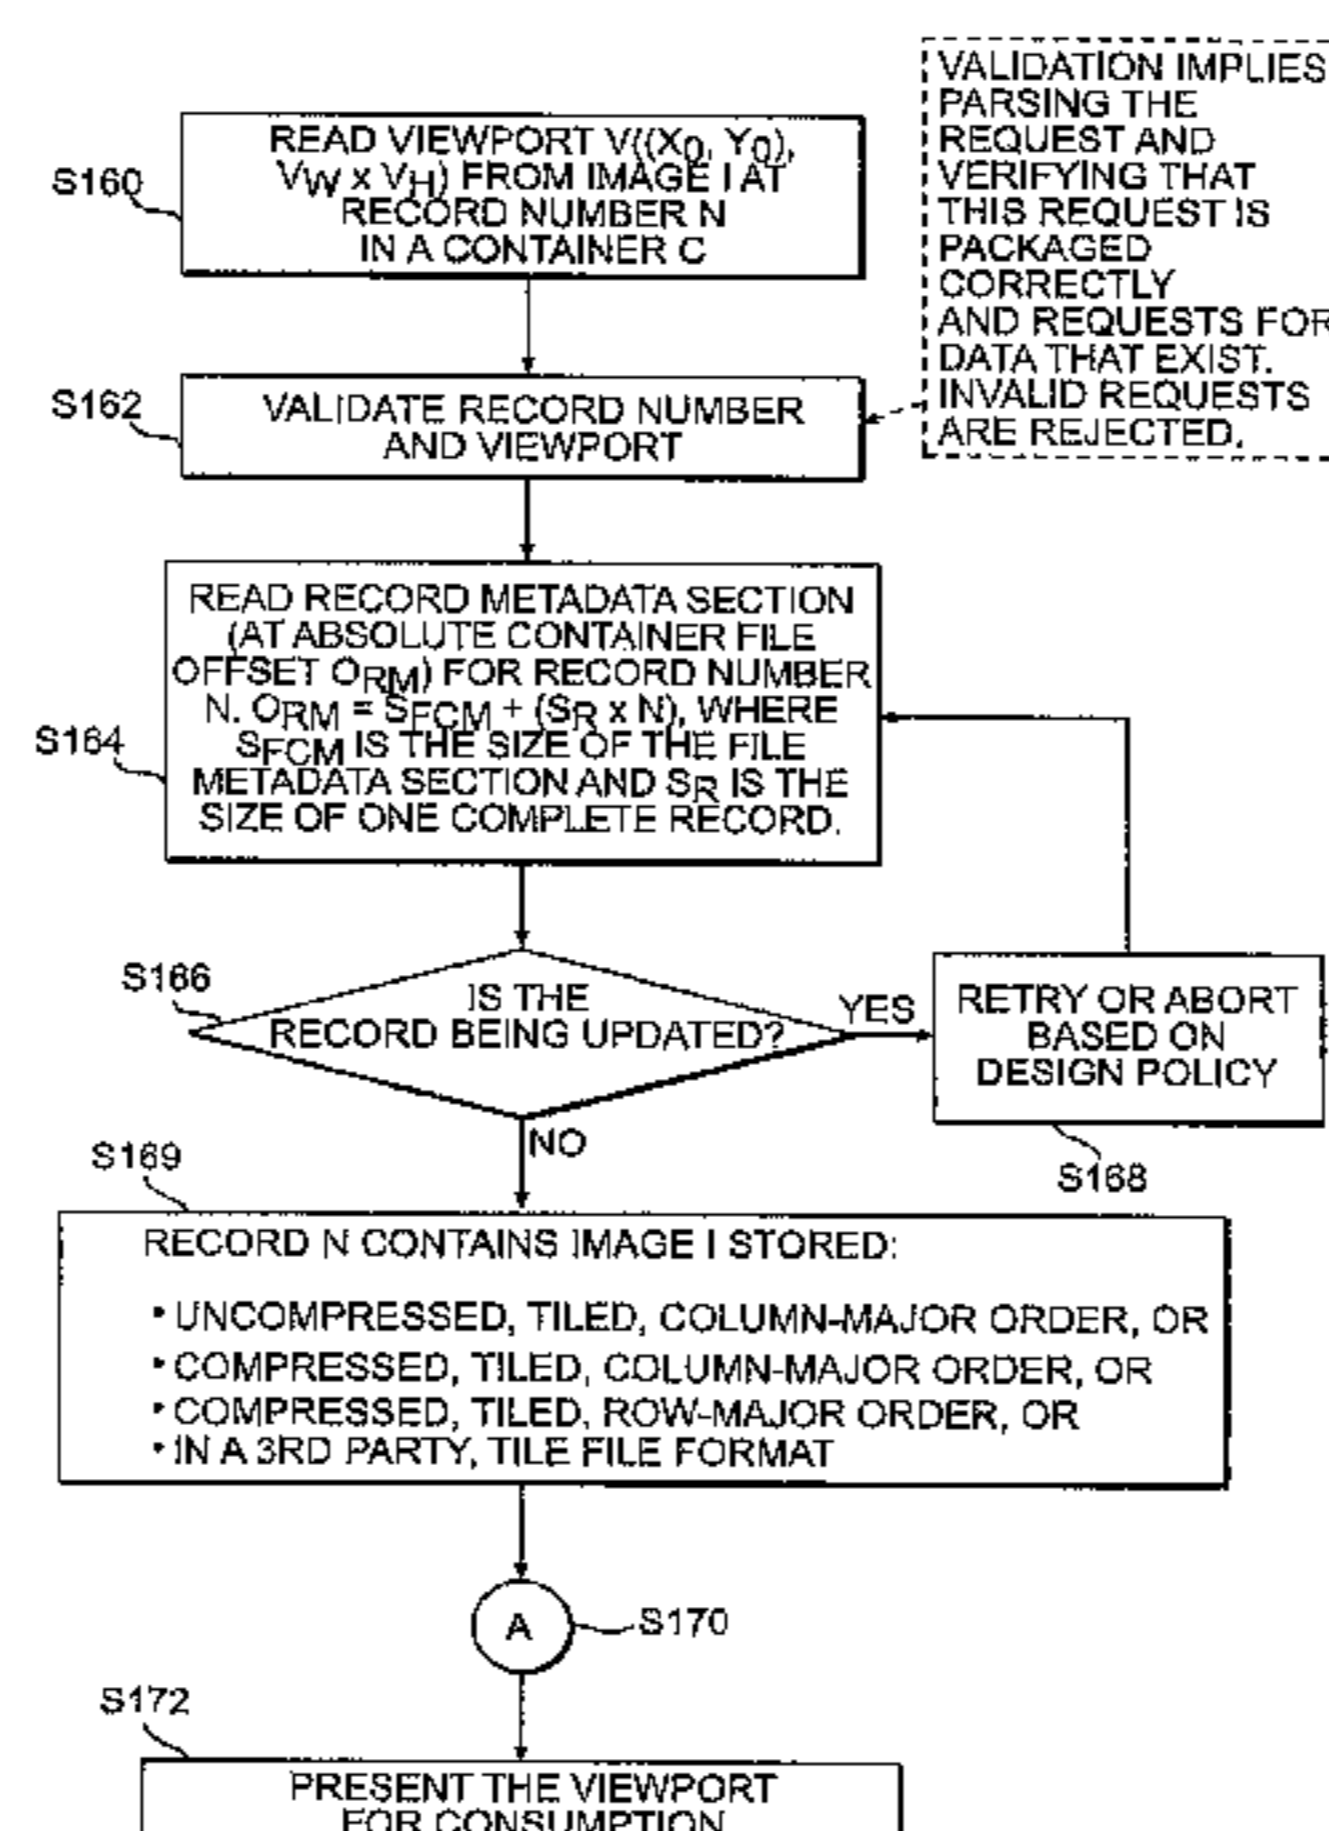 VALIDATION IMPLIES
PARSING THE
REQUEST AND
VERIFYING THAT
THIS REQUEST IS
PACKAGED
CORRECTLY
AND REQUESTS FOR
DATA THAT EXIST.
INVALID REQUESTS
ARE REJECTED.
S160
READ VIEWPORT V((X0, Y0),
VW x VH) FROM IMAGE I AT
RECORD NUMBER N
IN A CONTAINER C
S162
VALIDATE RECORD NUMBER
AND VIEWPORT
S164
READ RECORD METADATA SECTION
(AT ABSOLUTE CONTAINER FILE
OFFSET ORM) FOR RECORD NUMBER
N. ORM = SFCM + (SR x N), WHERE
SFCM IS THE SIZE OF THE FILE
METADATA SECTION AND SR IS THE
SIZE OF ONE COMPLETE RECORD.
S166
IS THE
RECORD BEING UPDATED?
YES
RETRY OR ABORT
BASED ON
DESIGN POLICY
S168
NO
S169
RECORD N CONTAINS IMAGE I STORED:
• UNCOMPRESSED, TILED, COLUMN-MAJOR ORDER, OR
• COMPRESSED, TILED, COLUMN-MAJOR ORDER, OR
• COMPRESSED, TILED, ROW-MAJOR ORDER, OR
• IN A 3RD PARTY, TILE FILE FORMAT
A
S170
S172
PRESENT THE VIEWPORT
FOR CONSUMPTION